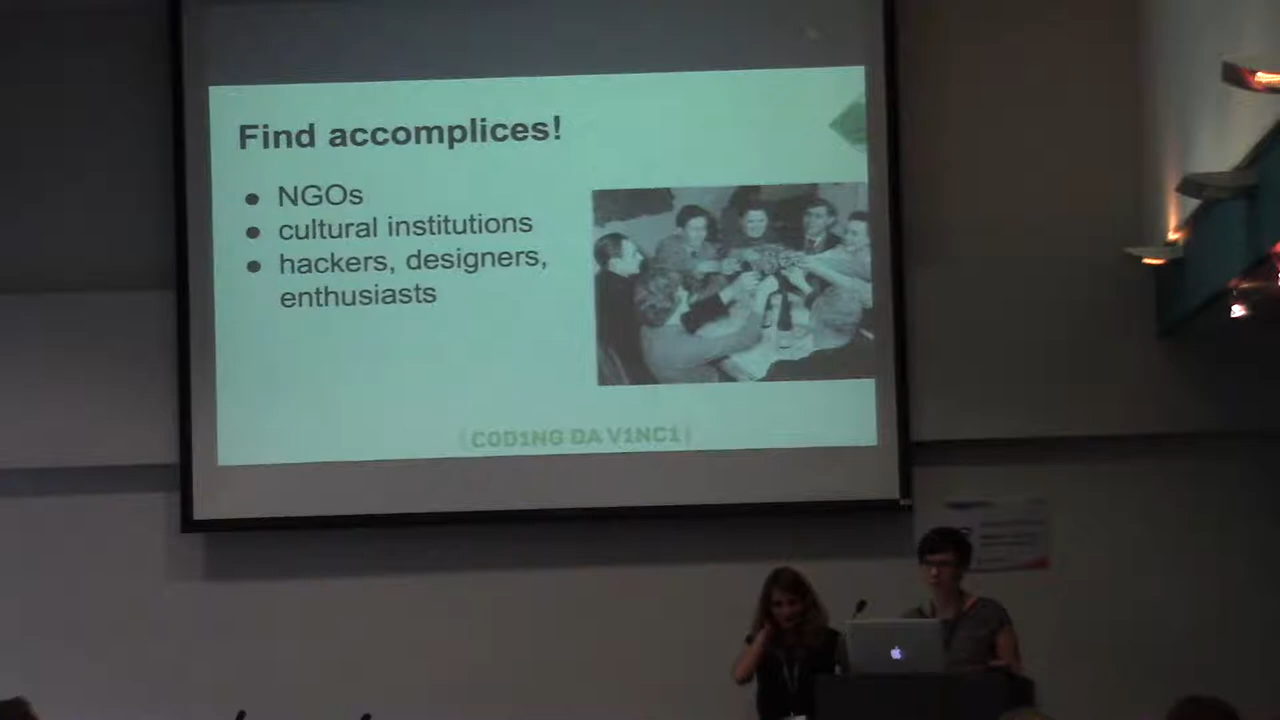 Find accomplices!
● NGOs
● cultural institutions
● hackers, designers,
enthusiasts
COD1NG DA V1NC1